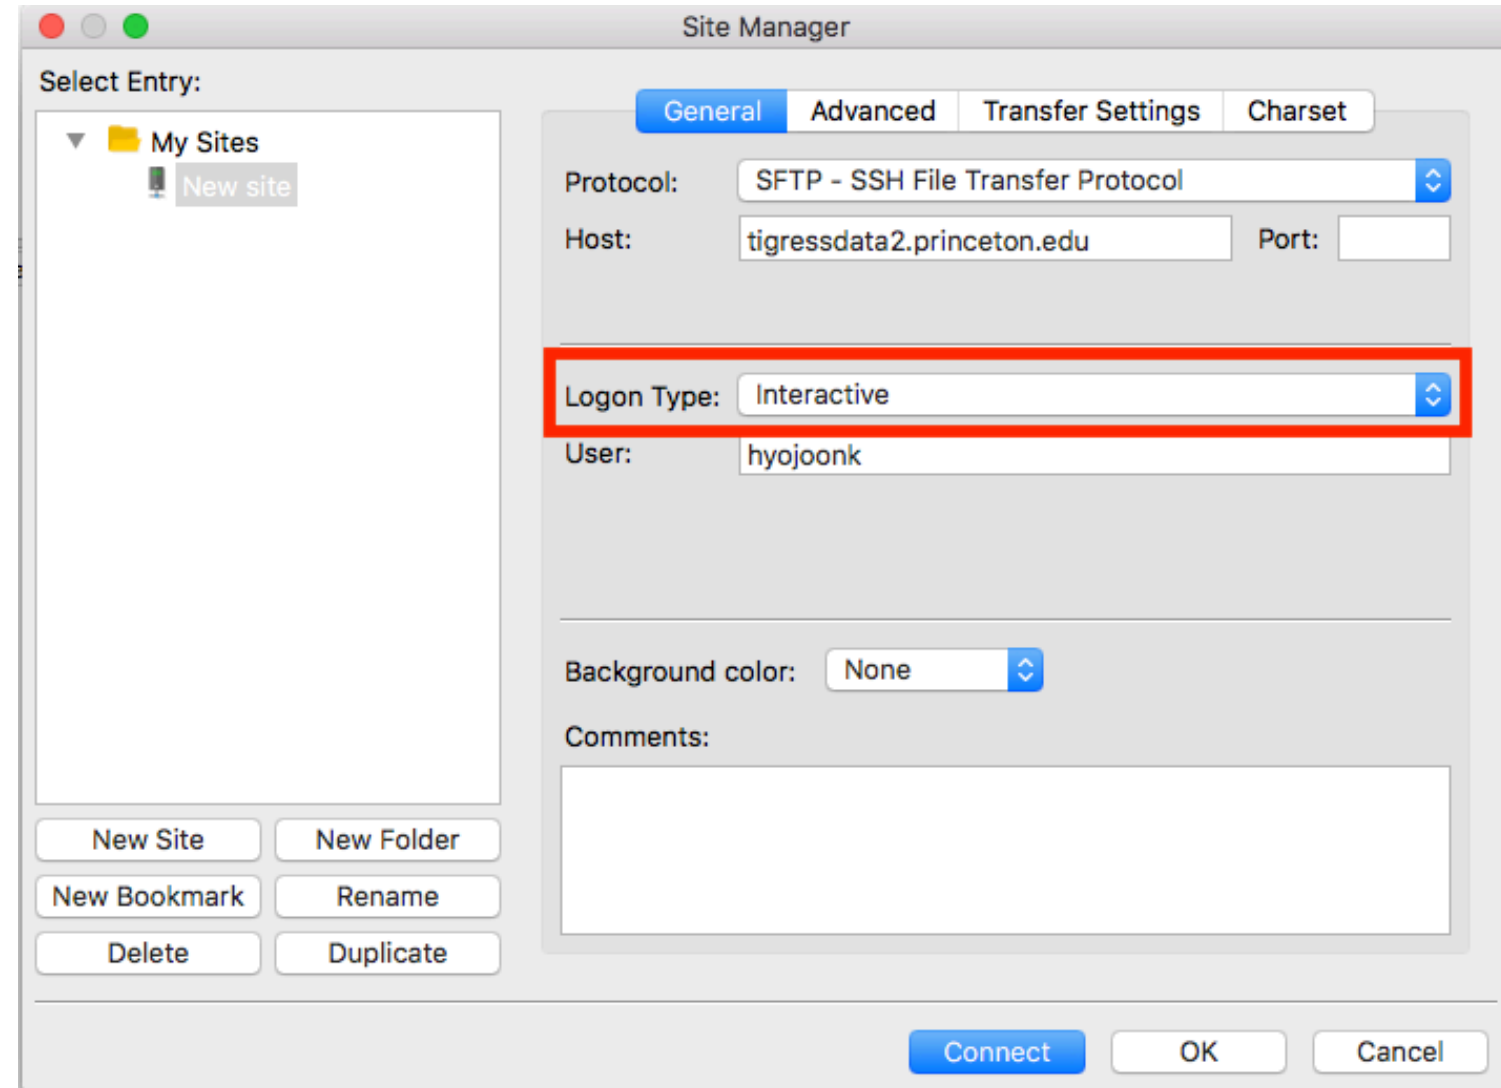 Site Manager
Select Entry:
My Sites
New site
General Advanced Transfer Settings Charset
Protocol: SFTP - SSH File Transfer Protocol
Host: tigressdata2.princeton.edu Port:
Logon Type: Interactive
User: hyojoonk
Background color: None
Comments:
New Site New Folder
New Bookmark Rename
Delete Duplicate
Connect OK Cancel